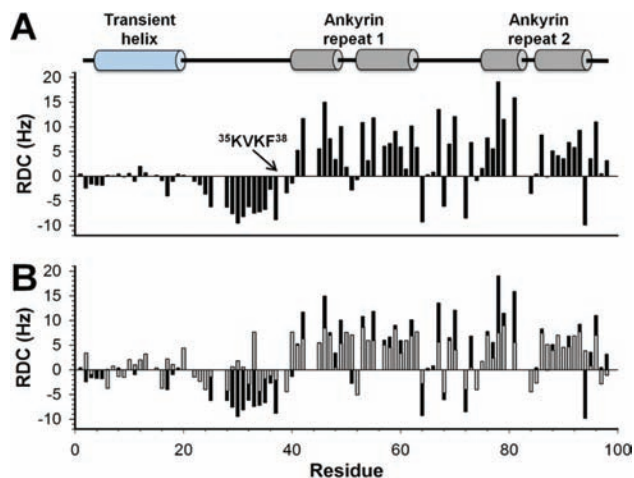 A
Transient helix
Ankyrin repeat 1
Ankyrin repeat 2
RDC (Hz)
20
15
10
5
0
-5
-10
³⁵KVKF³⁸
B
RDC (Hz)
20
15
10
5
0
-5
-10
0 20 40 60 80 100
Residue